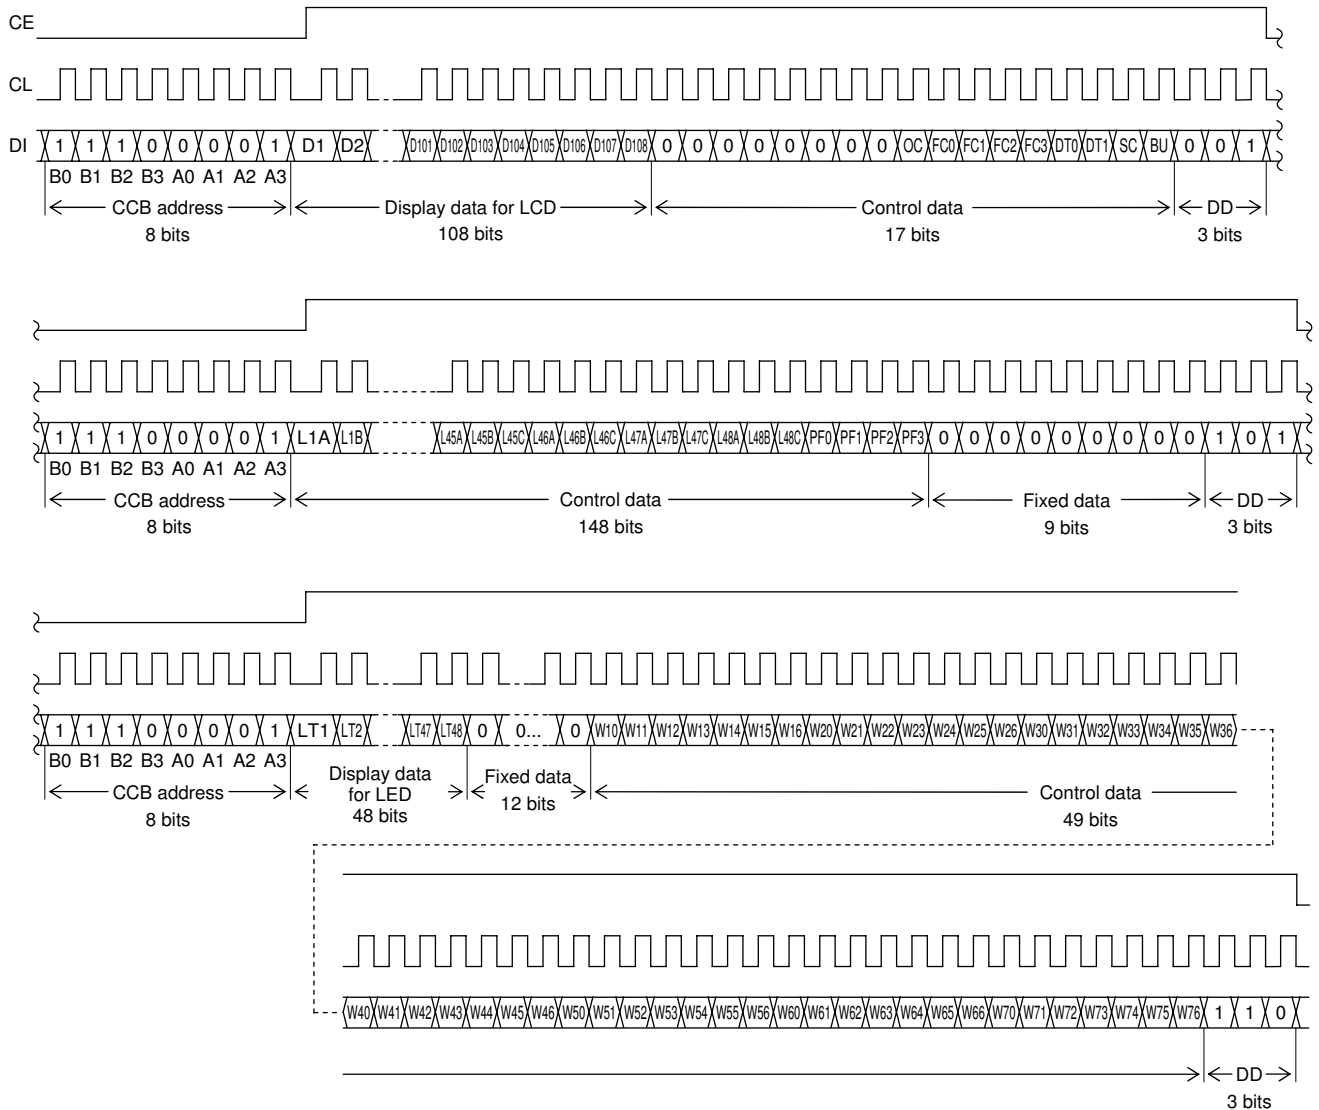 CE
CL
DI 1 1 1 0 0 0 0 1 D1 D2 D101 D102 D103 D104 D105 D106 D107 D108 0 0 0 0 0 0 0 0 OC FC0 FC1 FC2 FC3 DT0 DT1 SC BU 0 0 1
B0 B1 B2 B3 A0 A1 A2 A3
CCB address Display data for LCD Control data DD
8 bits 108 bits 17 bits 3 bits
1 1 1 0 0 0 0 1 L1A L1B L45A L45B L45C L46A L46B L46C L47A L47B L47C L48A L48B L48C PF0 PF1 PF2 PF3 0 0 0 0 0 0 0 0 0 1 0 1
B0 B1 B2 B3 A0 A1 A2 A3
CCB address Control data Fixed data DD
8 bits 148 bits 9 bits 3 bits
1 1 1 0 0 0 0 1 LT1 LT2 LT47 LT48 0 0... 0 W10 W11 W12 W13 W14 W15 W16 W20 W21 W22 W23 W24 W25 W26 W30 W31 W32 W33 W34 W35 W36
B0 B1 B2 B3 A0 A1 A2 A3
CCB address Display data for LED Fixed data Control data
8 bits 48 bits 12 bits 49 bits
W40 W41 W42 W43 W44 W45 W46 W50 W51 W52 W53 W54 W55 W56 W60 W61 W62 W63 W64 W65 W66 W70 W71 W72 W73 W74 W75 W76 1 1 0
DD
3 bits